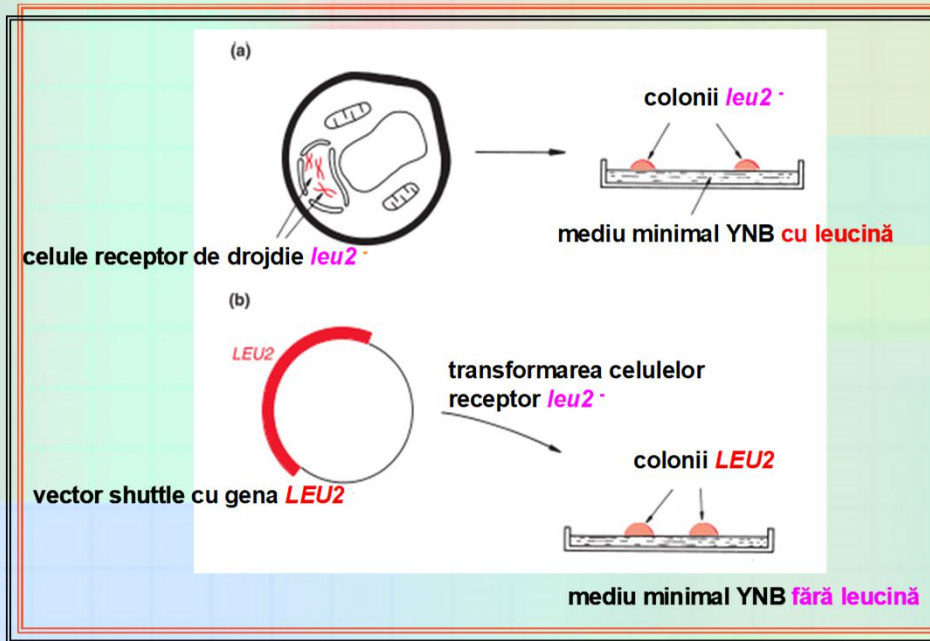 (a)
colonii leu2 -
mediu minimal YNB cu leucină
celule receptor de drojdie leu2 -
(b)
LEU2
transformarea celulelor
receptor leu2 -
colonii LEU2
vector shuttle cu gena LEU2
mediu minimal YNB fără leucină